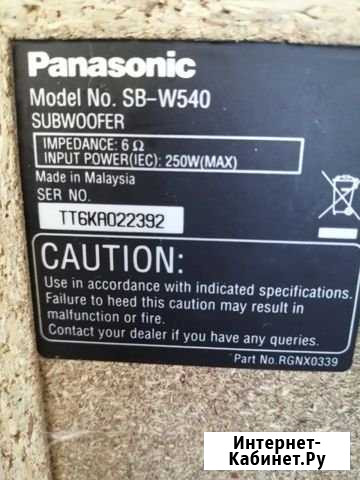 Panasonic
Model No. SB-W540
SUBWOOFER
IMPEDANCE: 6 Ω
INPUT POWER(IEC): 250W(MAX)
Made in Malaysia
SER NO.
TT6KA022392
CAUTION:
Use in accordance with indicated specifications.
Failure to heed this caution may result in
malfunction or fire.
Contact your dealer if you have any queries.
Part No.RGNX0339
Интернет-
Кабинет.Ру